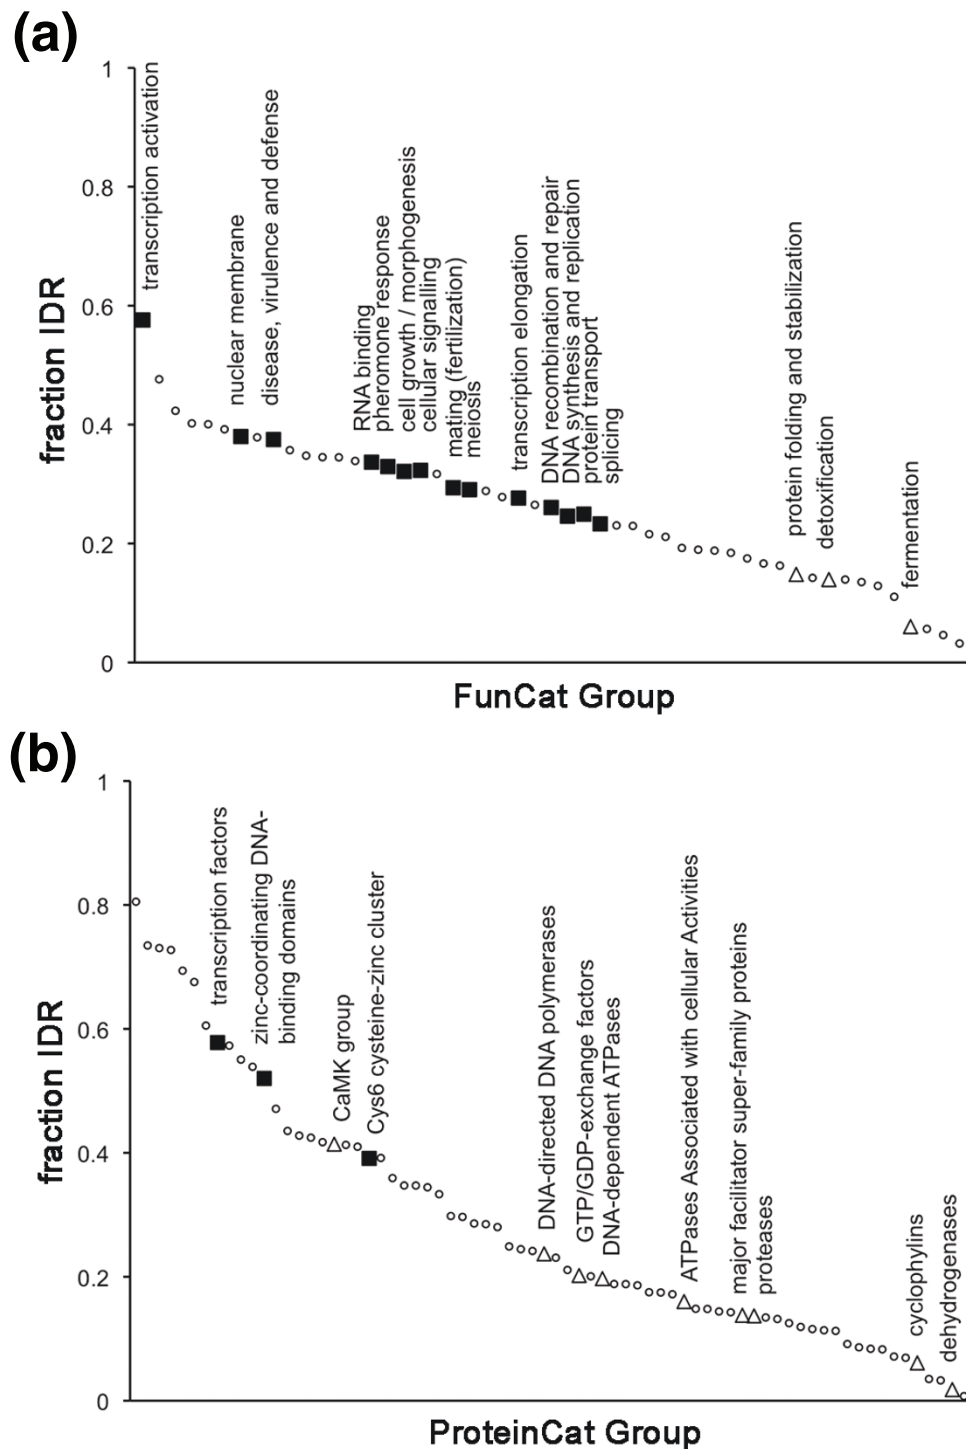 (a)
1
0.8
0.6
0.4
0.2
0
fraction IDR
transcription activation
nuclear membrane
disease, virulence and defense
RNA binding
pheromone response
cell growth / morphogenesis
cellular signalling
mating (fertilization)
meiosis
transcription elongation
DNA recombination and repair
DNA synthesis and replication
protein transport
splicing
protein folding and stabilization
detoxification
fermentation
FunCat Group
(b)
1
0.8
0.6
0.4
0.2
0
fraction IDR
transcription factors
zinc-coordinating DNA-
binding domains
CaMK group
Cys6 cysteine-zinc cluster
DNA-directed DNA polymerases
GTP/GDP-exchange factors
DNA-dependent ATPases
ATPases Associated with cellular Activities
major facilitator super-family proteins
proteases
cyclophylins
dehydrogenases
ProteinCat Group